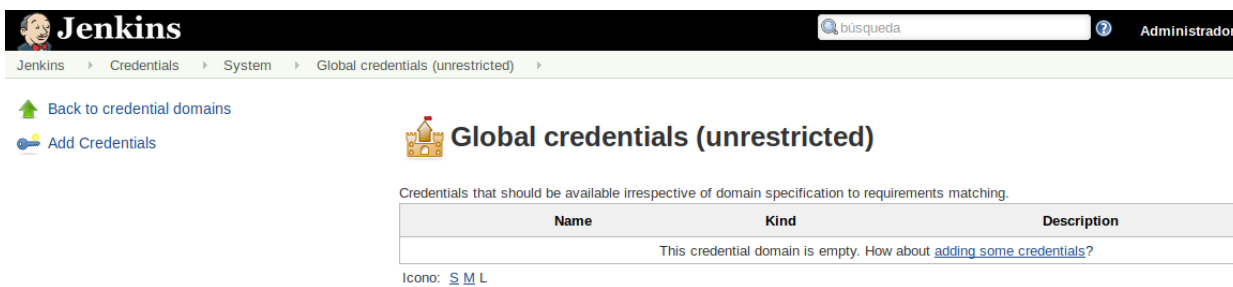 Jenkins búsqueda Administrador
Jenkins Credentials System Global credentials (unrestricted)
Back to credential domains
Add Credentials
Global credentials (unrestricted)
Credentials that should be available irrespective of domain specification to requirements matching.
Name Kind Description
This credential domain is empty. How about adding some credentials?
Icono: S M L